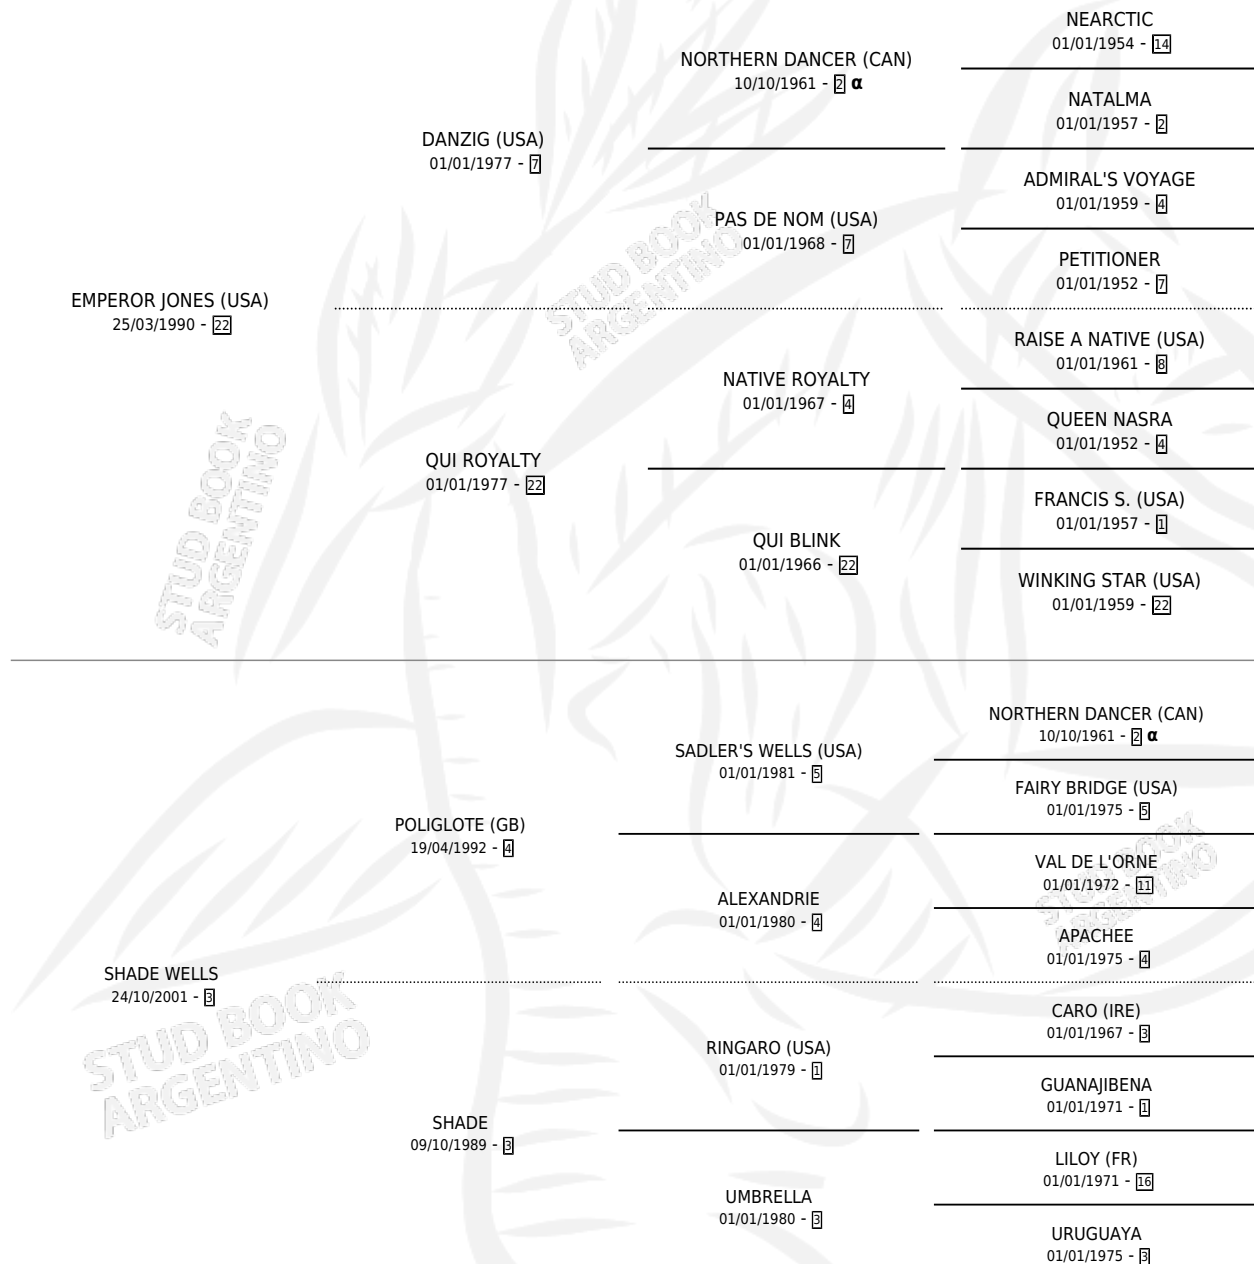 NEARCTIC
01/01/1954 - 14
NORTHERN DANCER (CAN)
10/10/1961 - 2 α
NATALMA
01/01/1957 - 2
DANZIG (USA)
01/01/1977 - 7
ADMIRAL'S VOYAGE
01/01/1959 - 4
PAS DE NOM (USA)
01/01/1968 - 7
PETITIONER
01/01/1952 - 7
EMPEROR JONES (USA)
25/03/1990 - 22
RAISE A NATIVE (USA)
01/01/1961 - 8
NATIVE ROYALTY
01/01/1967 - 4
QUEEN NASRA
01/01/1952 - 4
QUI ROYALTY
01/01/1977 - 22
FRANCIS S. (USA)
01/01/1957 - 1
QUI BLINK
01/01/1966 - 22
WINKING STAR (USA)
01/01/1959 - 22
STUD BOOK
ARGENTINO
STUD BOOK
ARGENTINO
NORTHERN DANCER (CAN)
10/10/1961 - 2 α
SADLER'S WELLS (USA)
01/01/1981 - 5
FAIRY BRIDGE (USA)
01/01/1975 - 5
POLIGLOTE (GB)
19/04/1992 - 4
VAL DE L'ORNE
01/01/1972 - 11
ALEXANDRIE
01/01/1980 - 4
APACHEE
01/01/1975 - 4
SHADE WELLS
24/10/2001 - 3
CARO (IRE)
01/01/1967 - 3
RINGARO (USA)
01/01/1979 - 1
GUANAJIBENA
01/01/1971 - 1
SHADE
09/10/1989 - 3
LILOY (FR)
01/01/1971 - 16
UMBRELLA
01/01/1980 - 3
URUGUAYA
01/01/1975 - 3
STUD BOOK
ARGENTINO
STUD BOOK
ARGENTINO